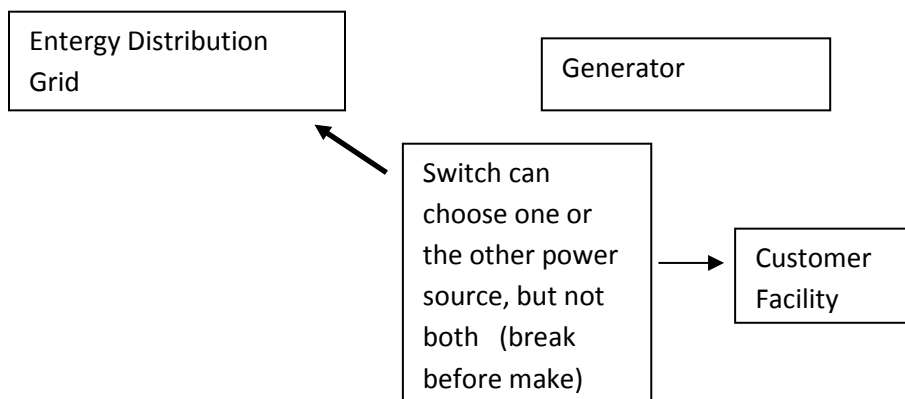 Entergy Distribution
Grid
Generator
Switch can
choose one or
the other power
source, but not
both (break
before make)
Customer
Facility